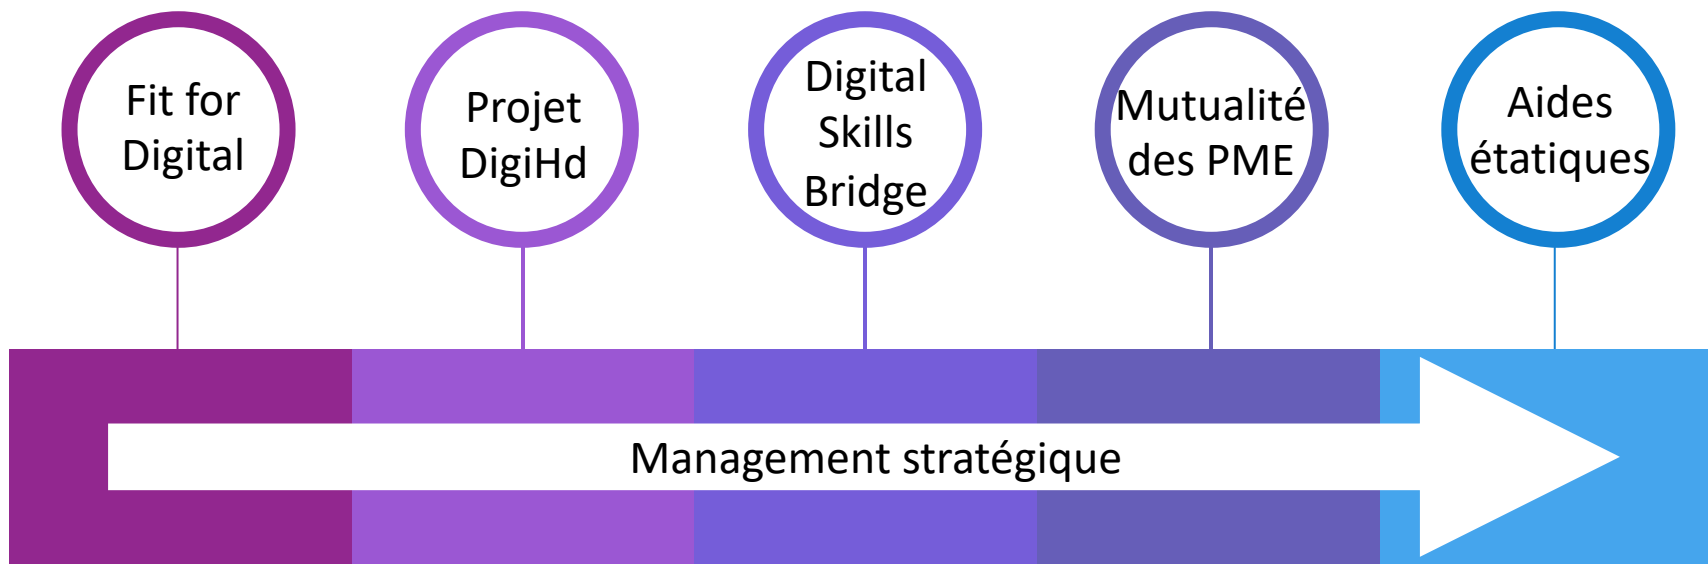 Fit for
Digital
Projet
DigiHd
Digital
Skills
Bridge
Mutualité
des PME
Aides
étatiques
Management stratégique